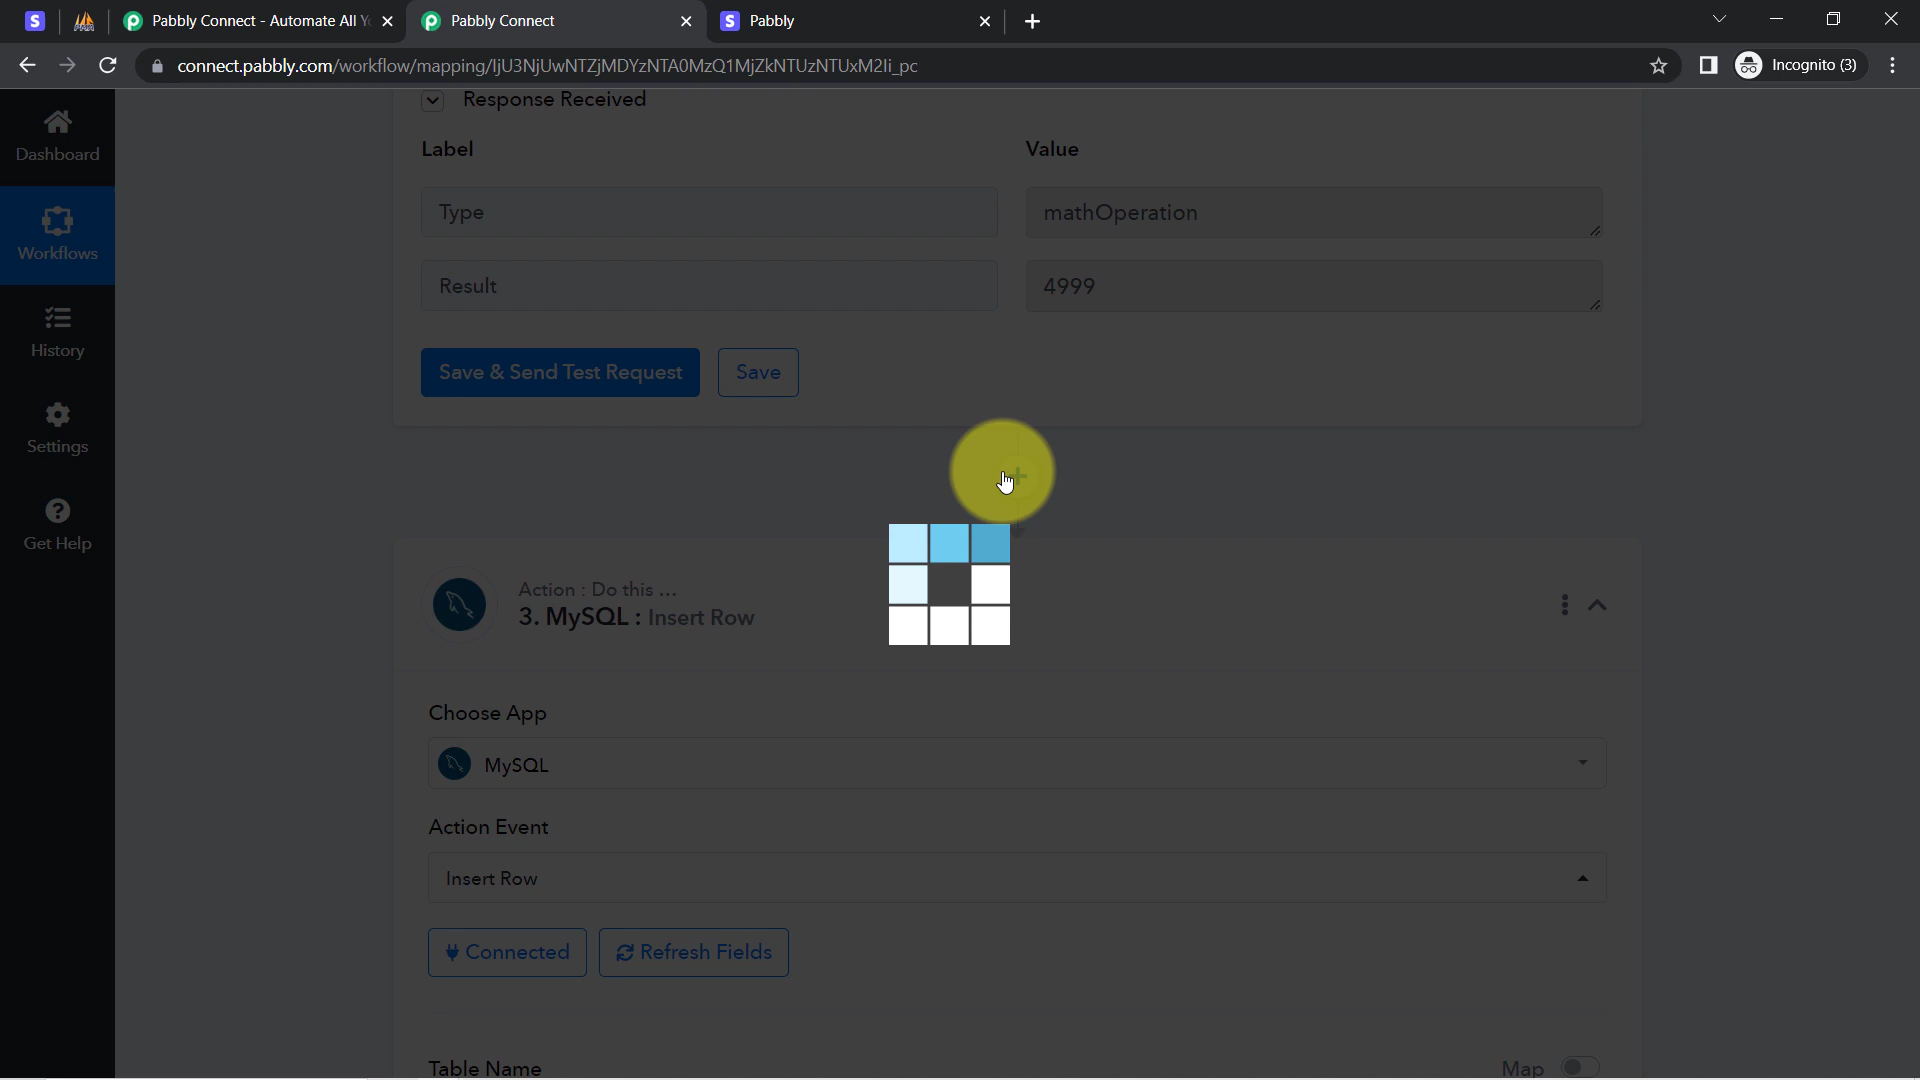 S
Pabbly Connect - Automate All Y
Pabbly Connect
S
Pabbly
connect.pabbly.com/workflow/mapping/IjU3NjUwNTZjMDYzNTA0MzQ1MjZkNTUzNTUxM2Ii_pc
Incognito (3)
Dashboard
Workflows
History
Settings
Get Help
Response Received
Label
Value
Type
mathOperation
Result
4999
Save & Send Test Request
Save
Action : Do this ...
3. MySQL : Insert Row
Choose App
MySQL
Action Event
Insert Row
Connected
Refresh Fields
Table Name
Map